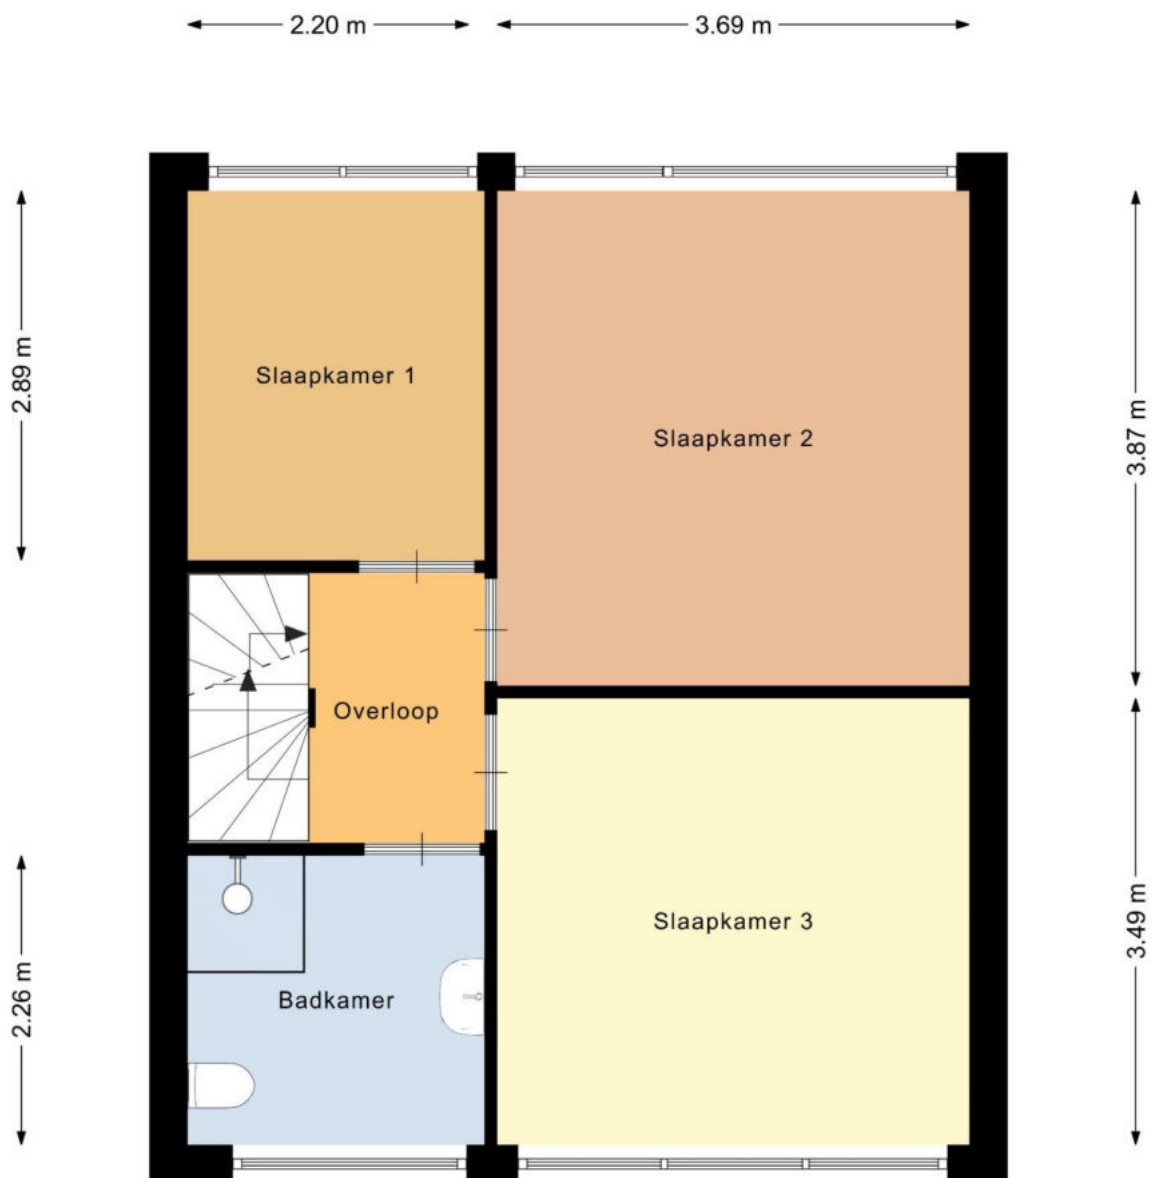 2.20 m
3.69 m
2.89 m
3.87 m
Slaapkamer 1
Slaapkamer 2
Overloop
2.26 m
3.49 m
Slaapkamer 3
Badkamer